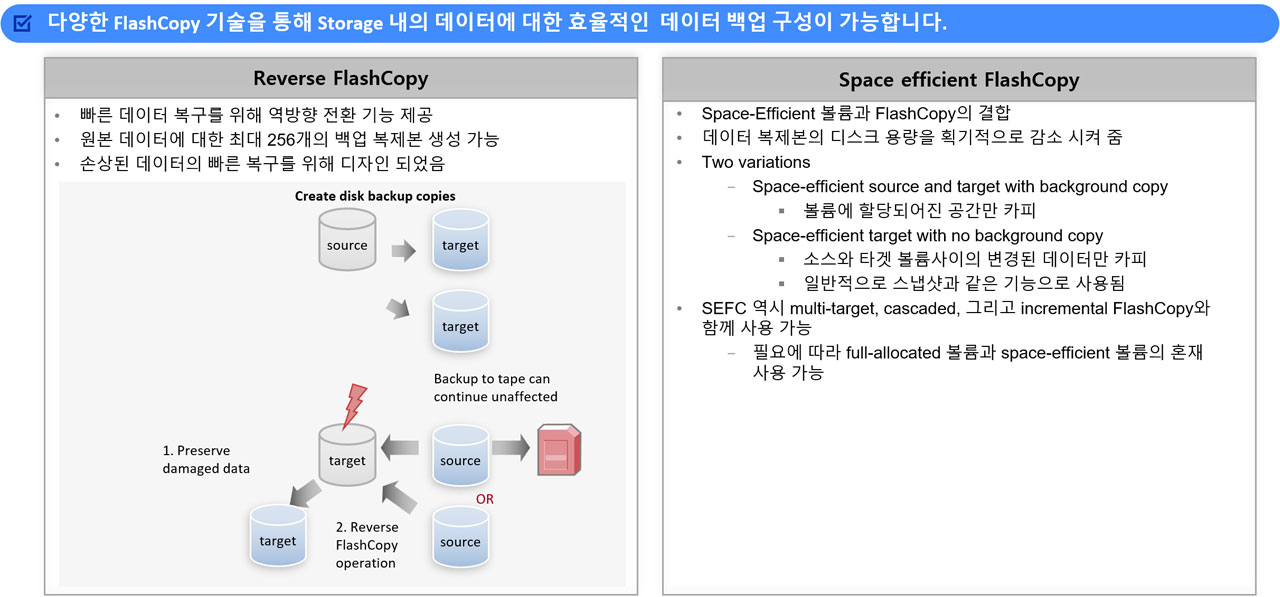 다양한 FlashCopy 기술을 통해 Storage 내의 데이터에 대한 효율적인 데이터 백업 구성이 가능합니다.
Reverse FlashCopy
• 빠른 데이터 복구를 위해 역방향 전환 기능 제공
• 원본 데이터에 대한 최대 256개의 백업 복제본 생성 가능
• 손상된 데이터의 빠른 복구를 위해 디자인 되었음
Create disk backup copies
source
target
target
Backup to tape can
continue unaffected
1. Preserve
damaged data
target
source
OR
target
2. Reverse
FlashCopy
operation
source
Space efficient FlashCopy
• Space-Efficient 볼륨과 FlashCopy의 결합
• 데이터 복제본의 디스크 용량을 획기적으로 감소 시켜 줌
• Two variations
– Space-efficient source and target with background copy
▪ 볼륨에 할당되어진 공간만 카피
– Space-efficient target with no background copy
▪ 소스와 타겟 볼륨사이의 변경된 데이터만 카피
▪ 일반적으로 스냅샷과 같은 기능으로 사용됨
• SEFC 역시 multi-target, cascaded, 그리고 incremental FlashCopy와
함께 사용 가능
– 필요에 따라 full-allocated 볼륨과 space-efficient 볼륨의 혼재
사용 가능